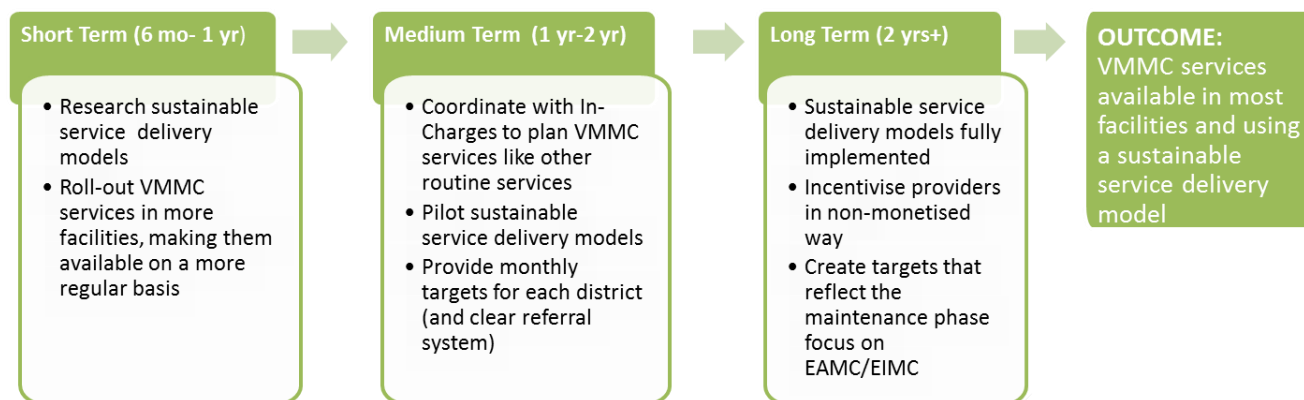 Short Term (6 mo- 1 yr)
• Research sustainable
service delivery
models
• Roll-out VMMC
services in more
facilities, making them
available on a more
regular basis
Medium Term (1 yr-2 yr)
• Coordinate with In-
Charges to plan VMMC
services like other
routine services
• Pilot sustainable
service delivery models
• Provide monthly
targets for each district
(and clear referral
system)
Long Term (2 yrs+)
• Sustainable service
delivery models fully
implemented
• Incentivise providers
in non-monetised
way
• Create targets that
reflect the
maintenance phase
focus on
EAMC/EIMC
OUTCOME:
VMMC services
available in most
facilities and using
a sustainable
service delivery
model